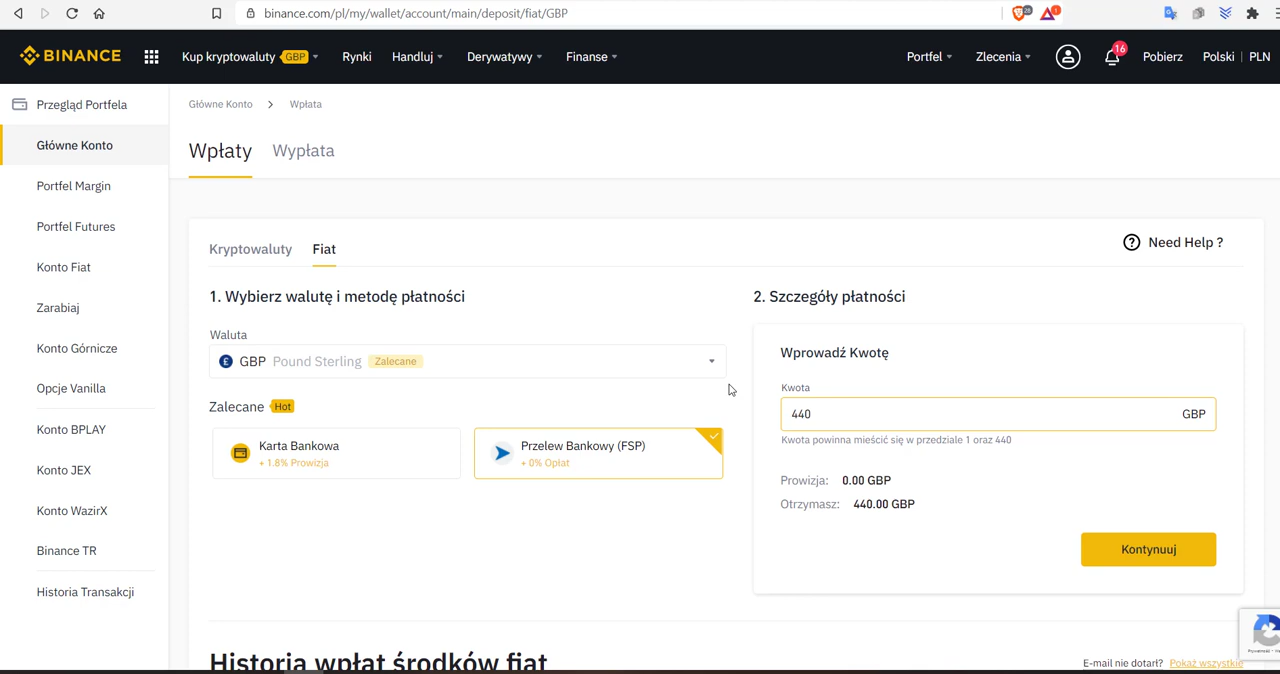 binance.com/pl/my/wallet/account/main/deposit/fiat/GBP
28
1
BINANCE
Kup kryptowaluty GBP
Rynki
Handluj
Derywatywy
Finanse
Portfel
Zlecenia
16
Pobierz
Polski | PLN
Przegląd Portfela
Główne Konto
Portfel Margin
Portfel Futures
Konto Fiat
Zarabiaj
Konto Górnicze
Opcje Vanilla
Konto BPLAY
Konto JEX
Konto WazirX
Binance TR
Historia Transakcji
Główne Konto > Wpłata
Wpłaty Wypłata
Kryptowaluty Fiat
Need Help ?
1. Wybierz walutę i metodę płatności
Waluta
£ GBP Pound Sterling Zalecane
Zalecane Hot
Karta Bankowa
+ 1.8% Prowizja
Przelew Bankowy (FSP)
+ 0% Opłat
2. Szczegóły płatności
Wprowadź Kwotę
Kwota
440 GBP
Kwota powinna mieścić się w przedziale 1 oraz 440
Prowizja: 0.00 GBP
Otrzymasz: 440.00 GBP
Kontynuuj
Historia wpłat środków fiat
E-mail nie dotarł? Pokaż wszystkie